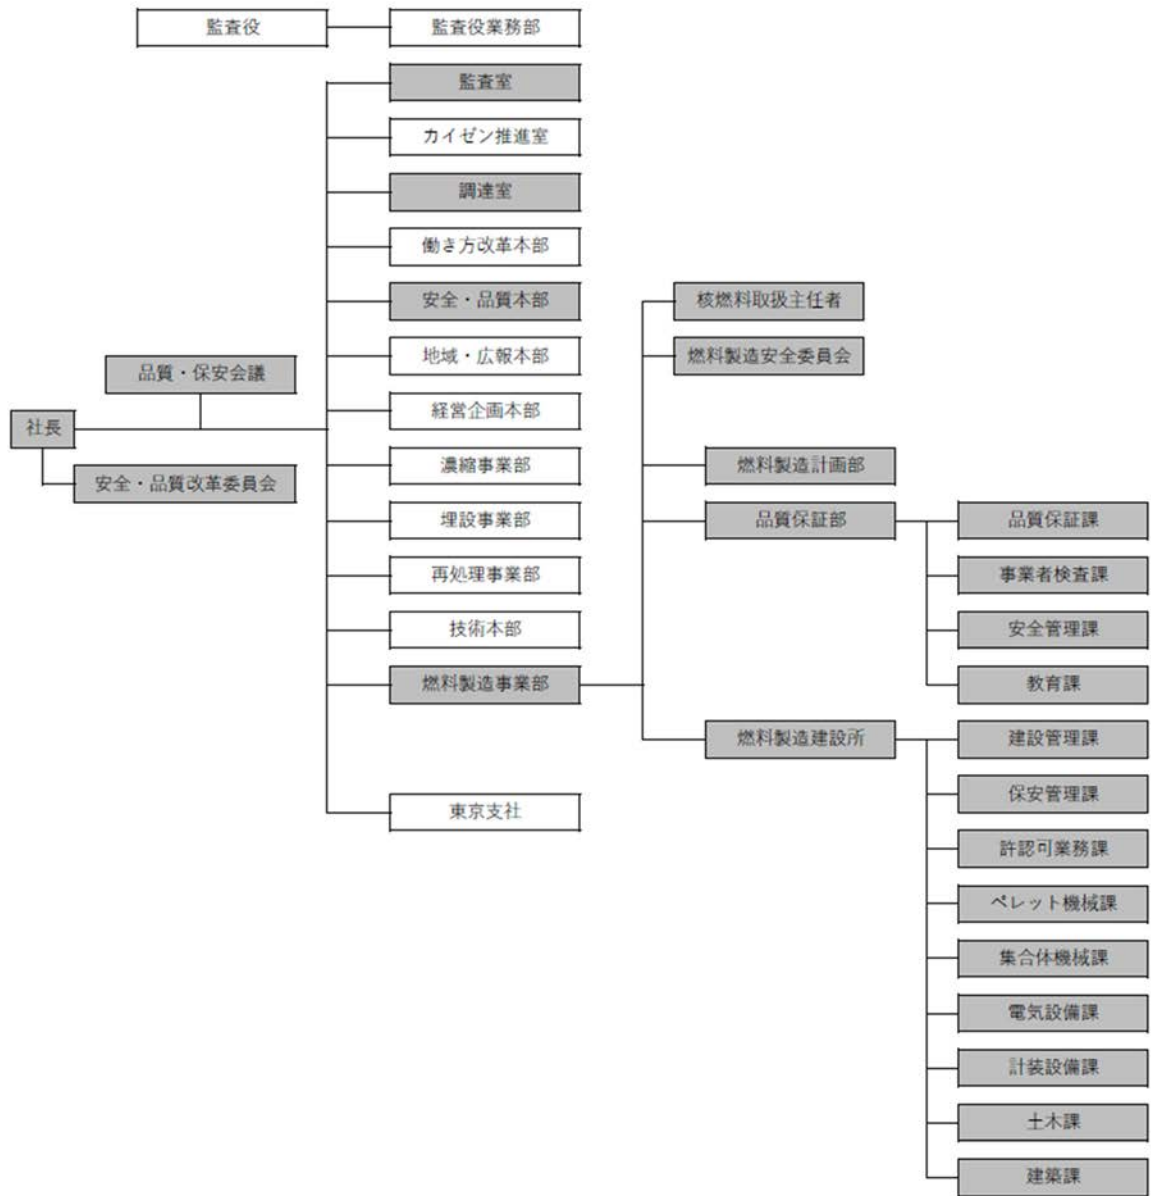 監査役
監査役業務部
監査室
カイゼン推進室
調達室
働き方改革本部
安全・品質本部
核燃料取扱主任者
地域・広報本部
燃料製造安全委員会
品質・保安会議
経営企画本部
社長
濃縮事業部
燃料製造計画部
安全・品質改革委員会
埋設事業部
品質保証部
品質保証課
再処理事業部
事業者検査課
技術本部
安全管理課
燃料製造事業部
教育課
燃料製造建設所
建設管理課
保安管理課
東京支社
許認可業務課
ペレット機械課
集合体機械課
電気設備課
計装設備課
土木課
建築課